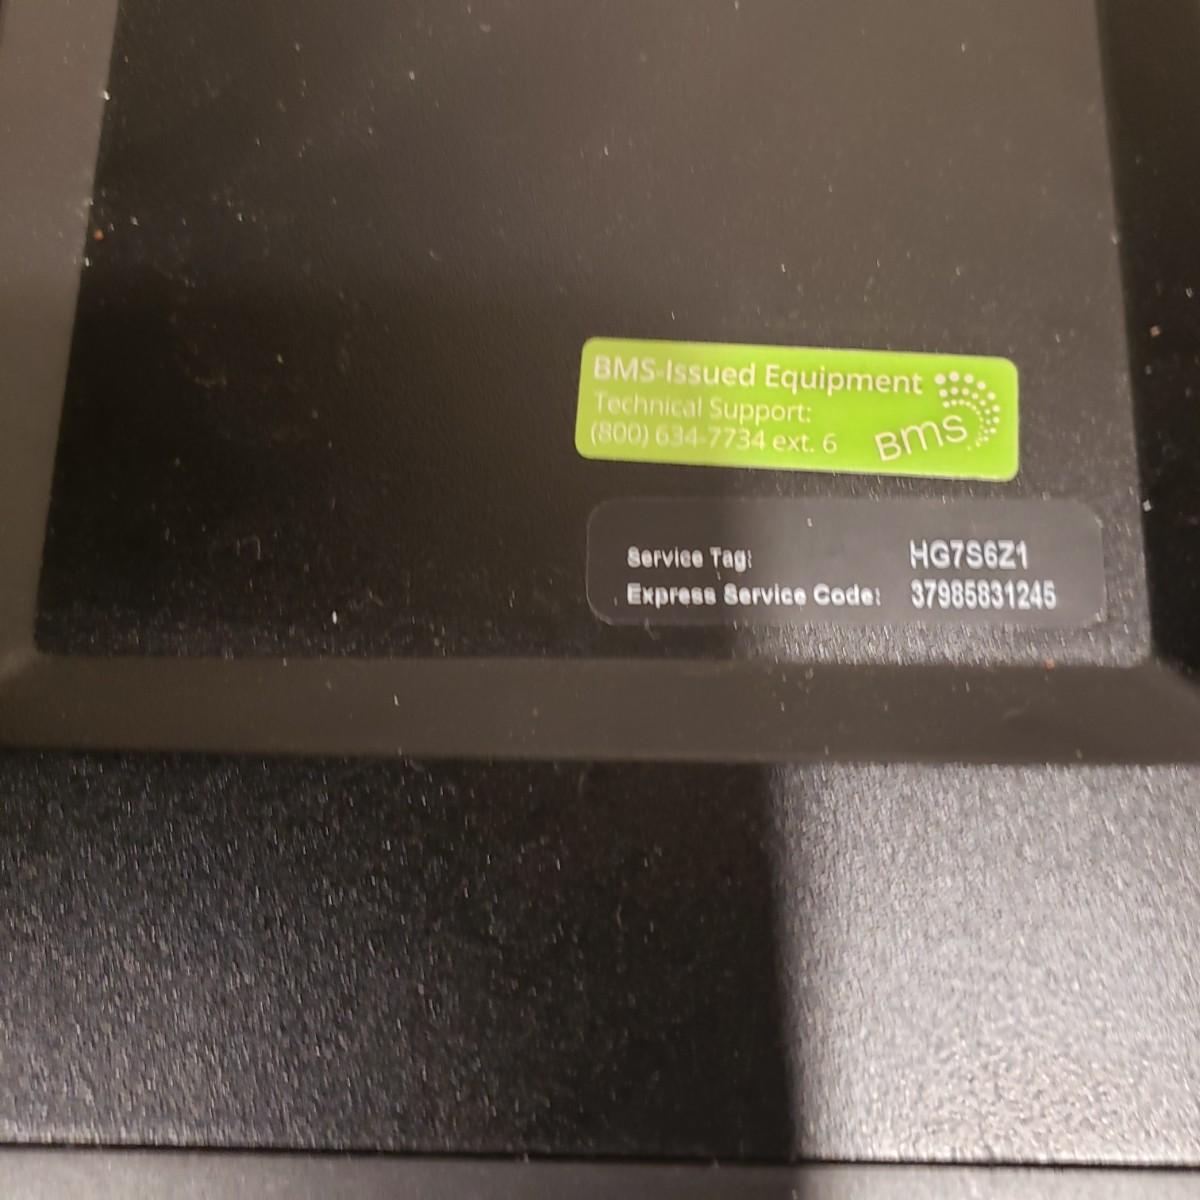 BMS-Issued Equipment
Technical Support:
(800) 634-7734 ext. 6
Bms
Service Tag: HG7S6Z1
Express Service Code: 37985831245